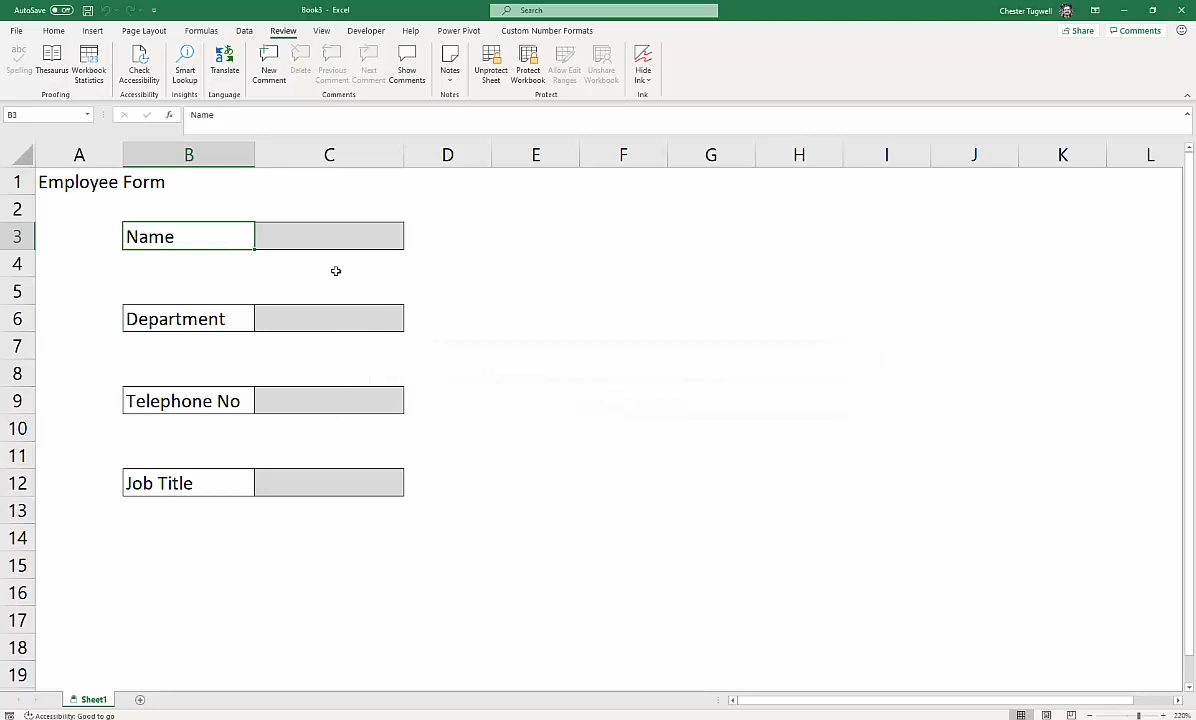 AutoSave Off
Book3 - Excel
Search
Chester Tugwell
File Home Insert Page Layout Formulas Data Review View Developer Help Power Pivot Custom Number Formats Share Comments
abc
123
Spelling Thesaurus Workbook Statistics Check Accessibility Smart Lookup Translate New Comment Delete Previous Comment Next Comment Show Comments Notes Unprotect Sheet Protect Workbook Allow Edit Ranges Unshare Workbook Hide Ink
Proofing Accessibility Insights Language Comments Notes Protect Ink
B3 fx Name
A B C D E F G H I J K L
1 Employee Form
2
3 Name
4
5
6 Department
7
8
9 Telephone No
10
11
12 Job Title
13
14
15
16
17
18
19
Sheet1
Accessibility: Good to go
220%